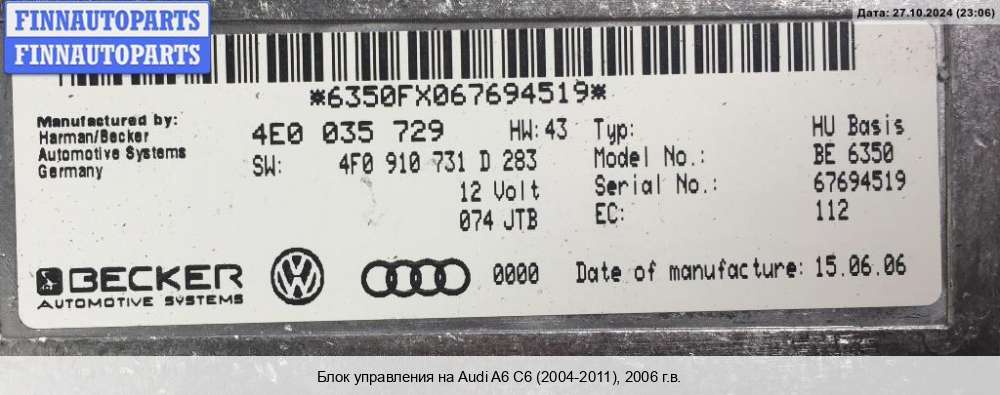 FINNAUTOPARTS
FINNAUTOPARTS
Дата: 27.10.2024 (23:06)
*6350FX067694519*
Manufactured by:
Harman/Becker
Automotive Systems
Germany
4E0 035 729 HW: 43
SW: 4F0 910 731 D 283
12 Volt
074 JTB
Typ: HU Basis
Model No.: BE 6350
Serial No.: 67694519
EC: 112
BECKER
AUTOMOTIVE SYSTEMS
0000 Date of manufacture: 15.06.06
Блок управления на Audi A6 C6 (2004-2011), 2006 г.в.